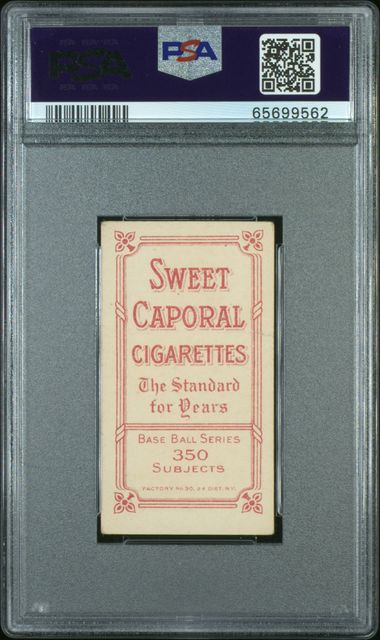 PSA
PSA
65699562
SWEET
CAPORAL
CIGARETTES
The Standard
for Years
BASE BALL SERIES
350
SUBJECTS
FACTORY No. 30, 2d DIST. N.Y.